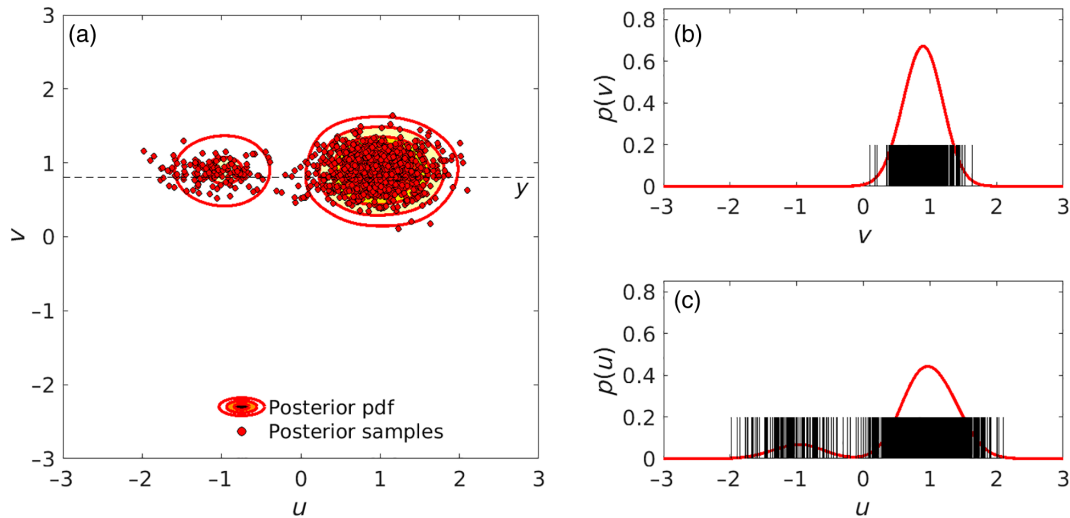 (a)
3
2
1
0
–1
–2
–3
v
y
Posterior pdf
Posterior samples
–3 –2 –1 0 1 2 3
u
(b)
0.8
0.6
0.4
0.2
0
p(v)
–3 –2 –1 0 1 2 3
v
(c)
0.8
0.6
0.4
0.2
0
p(u)
–3 –2 –1 0 1 2 3
u